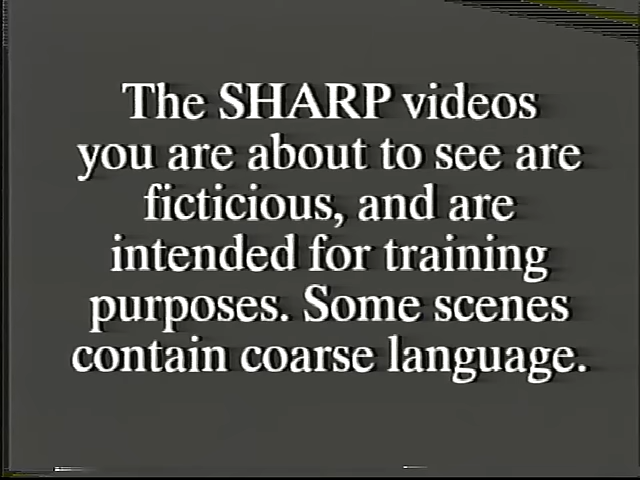 The SHARP videos
you are about to see are
ficticious, and are
intended for training
purposes. Some scenes
contain coarse language.